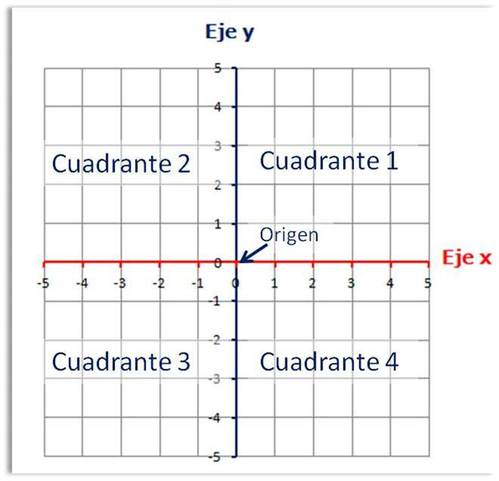 Eje y
5
4
3
Cuadrante 2
Cuadrante 1
2
1
Origen
0
Eje x
-5 -4 -3 -2 -1 0 1 2 3 4 5
-1
-2
Cuadrante 3
Cuadrante 4
-3
-4
-5